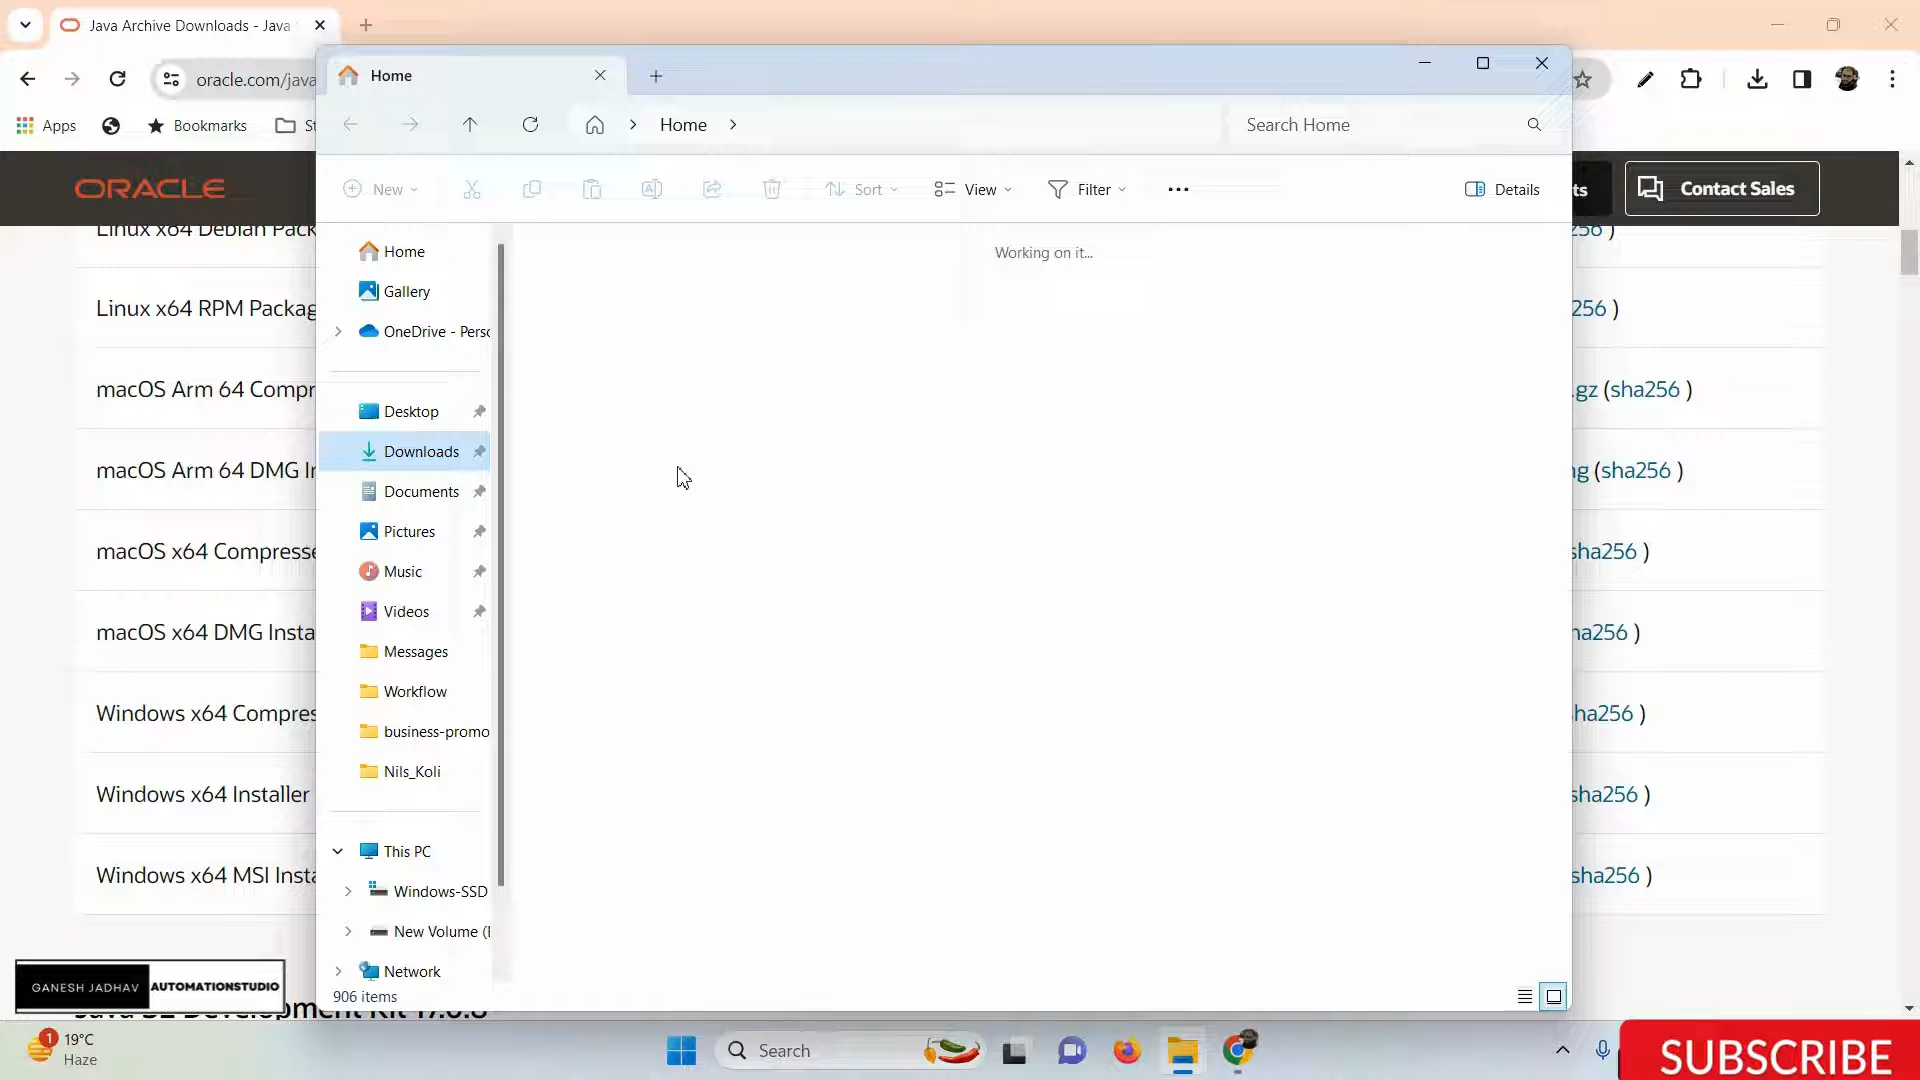 Java Archive Downloads - Java
oracle.com/java
Apps
Bookmarks
Home
Home
Search Home
New
Sort
View
Filter
Details
ORACLE
Contact Sales
Home
Gallery
OneDrive - Perso
Working on it...
Desktop
Downloads
Documents
Pictures
Music
Videos
Messages
Workflow
business-promo
Nils_Koli
This PC
Windows-SSD
New Volume (
Network
906 items
Linux x64 Debian Pack
Linux x64 RPM Packag
256 )
macOS Arm 64 Compr
.gz (sha256 )
macOS Arm 64 DMG In
(sha256 )
macOS x64 Compresse
sha256 )
macOS x64 DMG Insta
ha256 )
Windows x64 Compres
ha256 )
Windows x64 Installer
sha256 )
Windows x64 MSI Insta
sha256 )
GANESH JADHAV AUTOMATIONSTUDIO
1
19°C
Haze
Search
SUBSCRIBE